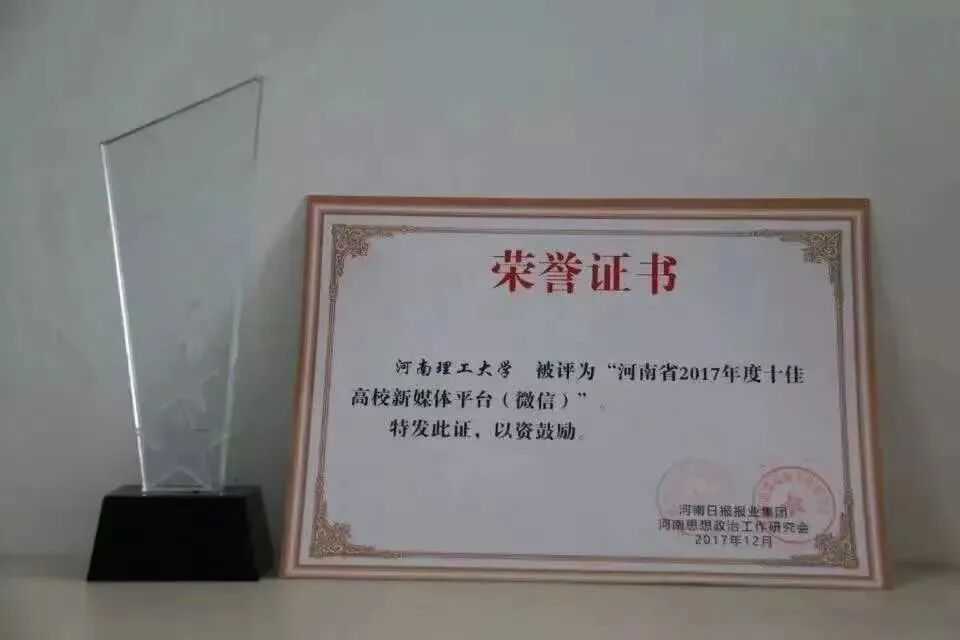 荣誉证书
河南理工大学 被评为“河南省2017年度十佳
高校新媒体平台（微信）”。
特发此证，以资鼓励。
河南日报报业集团
河南思想政治工作研究会
2017年12月